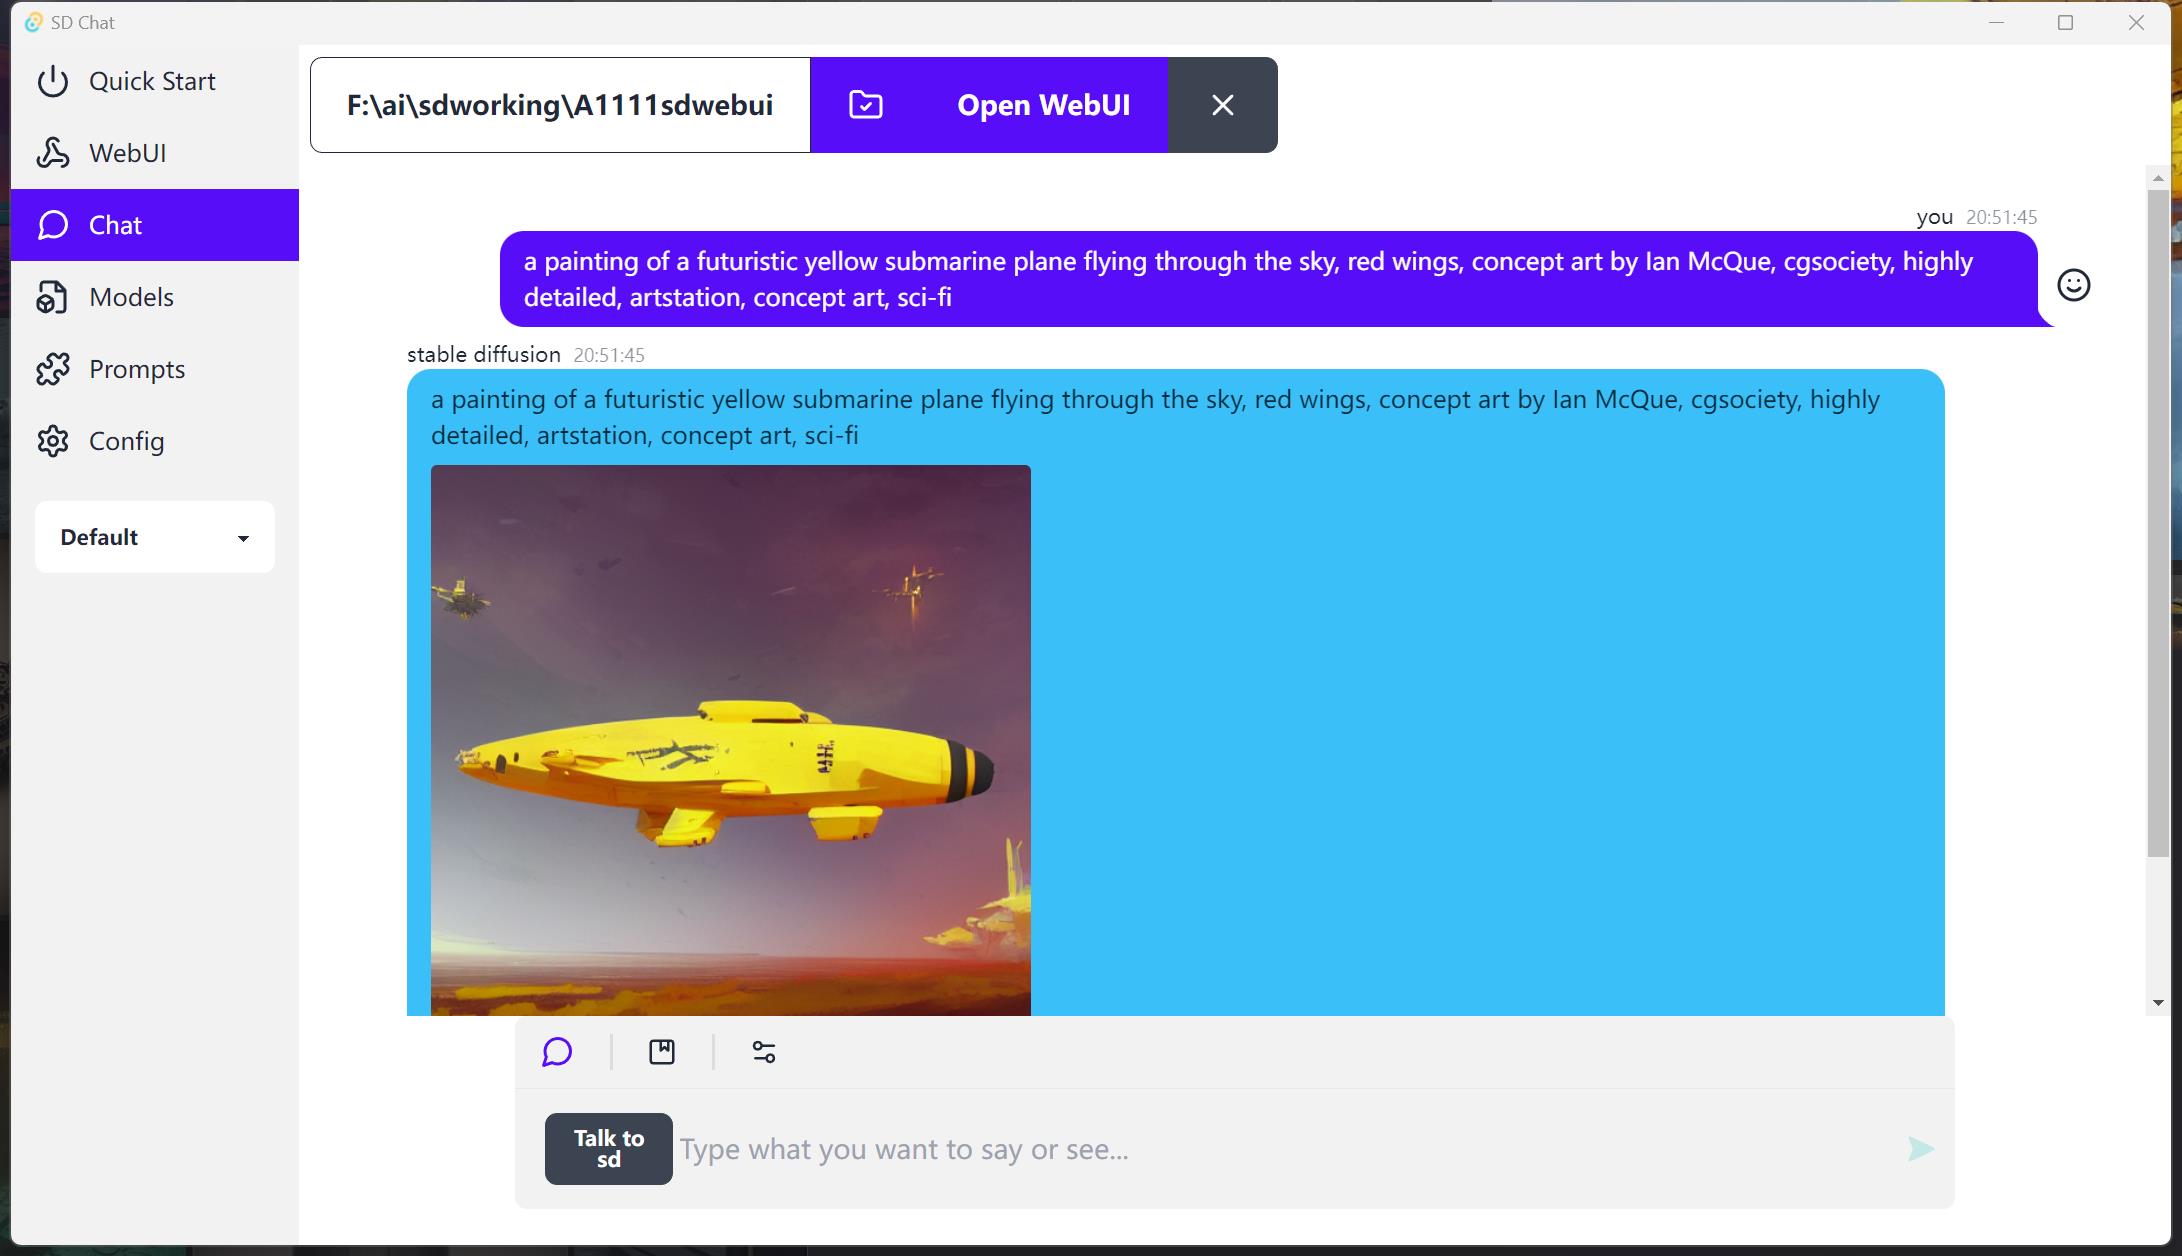 SD Chat
Quick Start
WebUI
Chat
Models
Prompts
Config
Default
F:\ai\sdworking\A1111sdwebui
Open WebUI
you 20:51:45
a painting of a futuristic yellow submarine plane flying through the sky, red wings, concept art by Ian McQue, cgsociety, highly
detailed, artstation, concept art, sci-fi
stable diffusion 20:51:45
a painting of a futuristic yellow submarine plane flying through the sky, red wings, concept art by Ian McQue, cgsociety, highly
detailed, artstation, concept art, sci-fi
Talk to
sd
Type what you want to say or see...